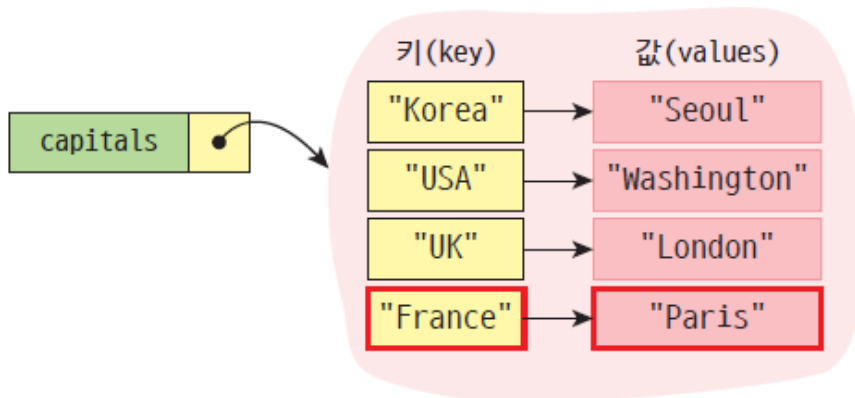 키(key) 값(values)
"Korea" "Seoul"
capitals
"USA" "Washington"
"UK" "London"
"France" "Paris"